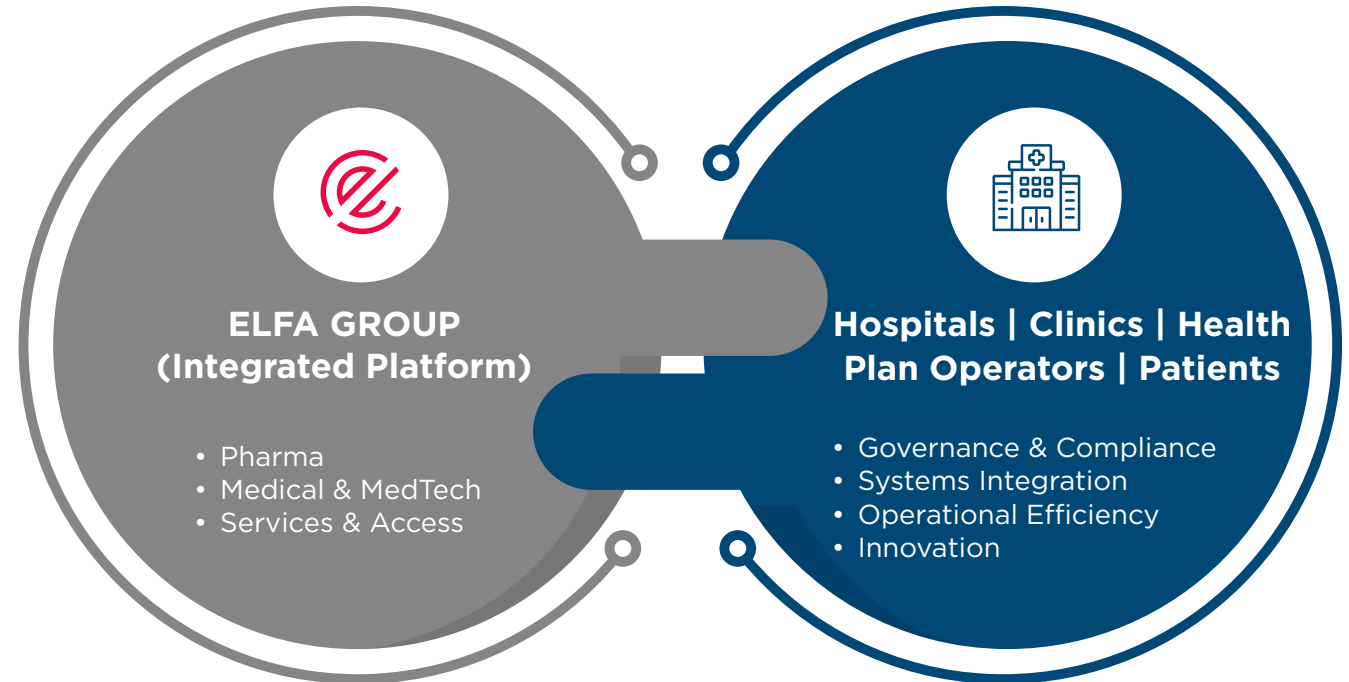 ELFA GROUP
(Integrated Platform)
• Pharma
• Medical & MedTech
• Services & Access
Hospitals | Clinics | Health
Plan Operators | Patients
• Governance & Compliance
• Systems Integration
• Operational Efficiency
• Innovation